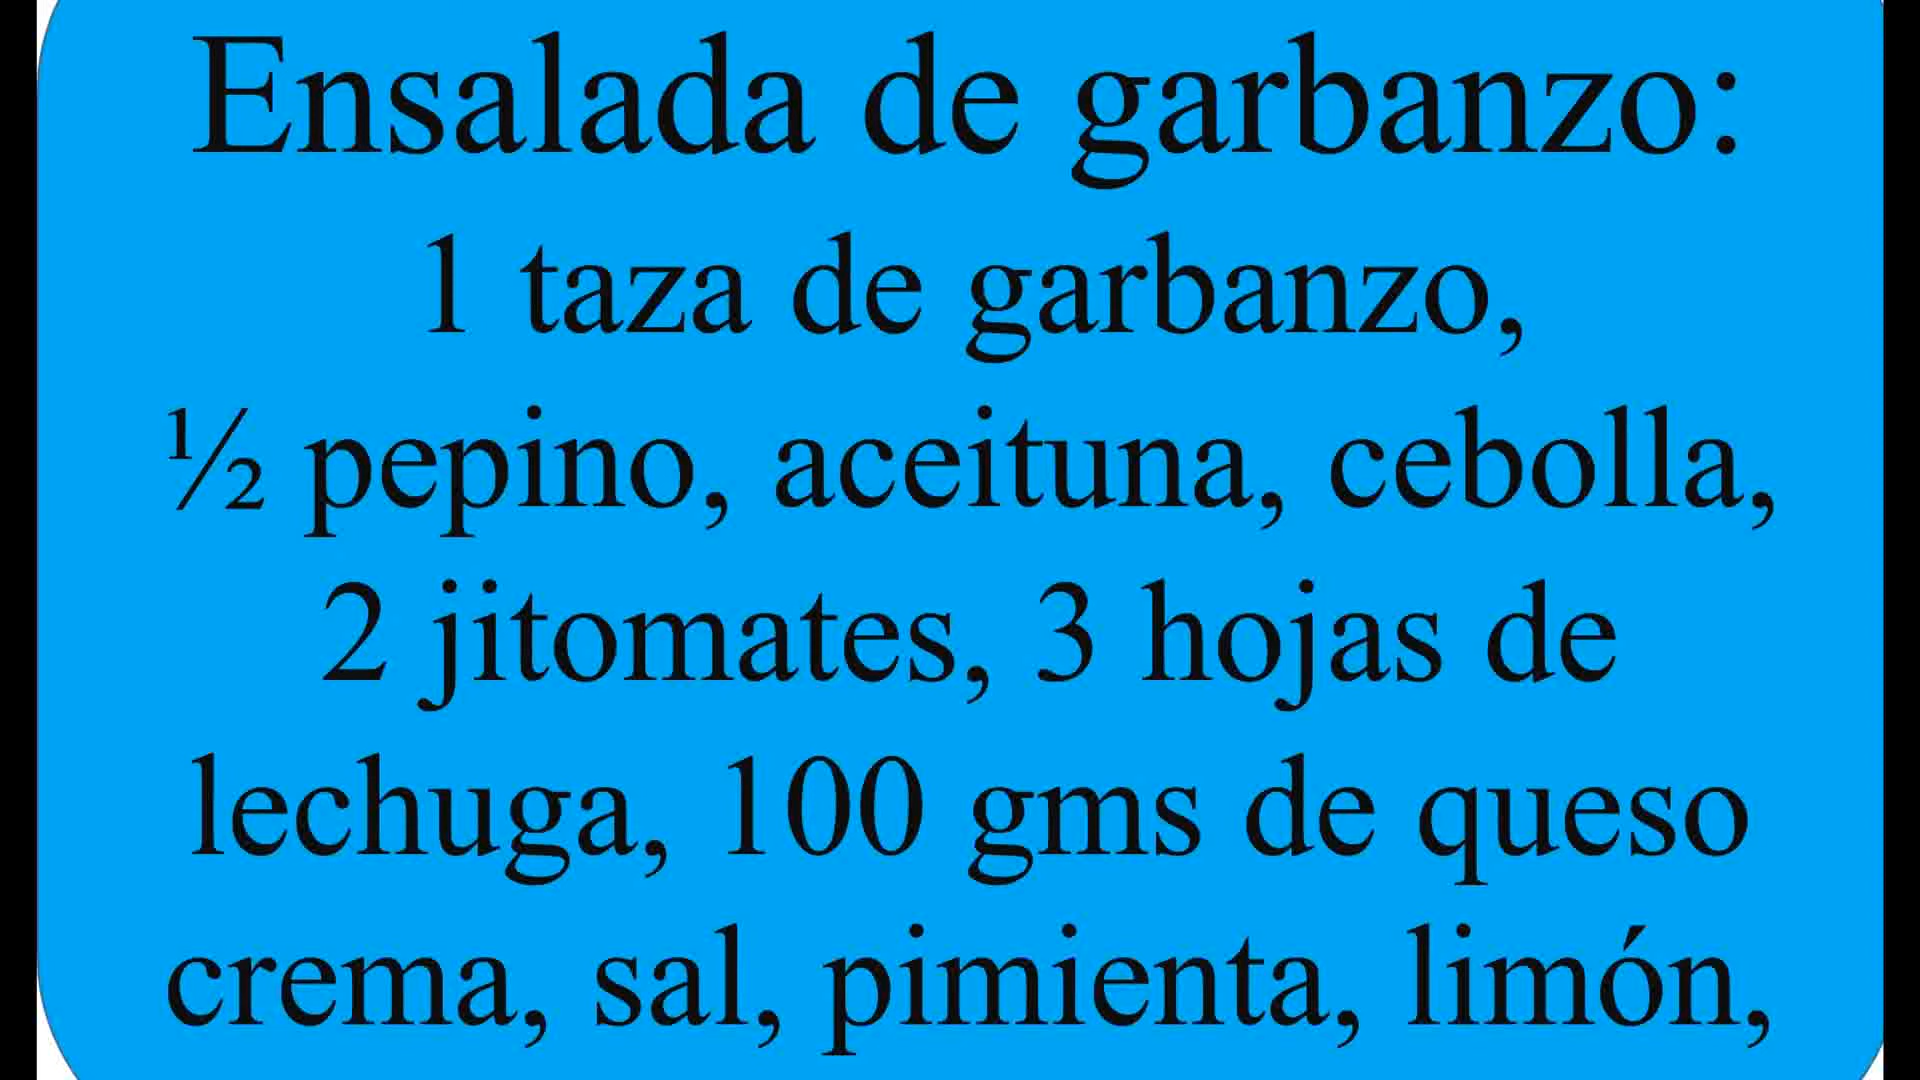 Ensalada de garbanzo:
1 taza de garbanzo,
½ pepino, aceituna, cebolla,
2 jitomates, 3 hojas de
lechuga, 100 gms de queso
crema, sal, pimienta, limón,